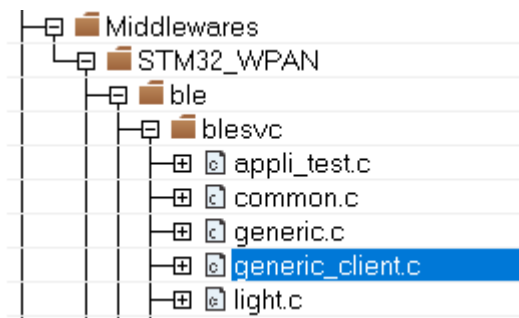 Middlewares
STM32_WPAN
ble
blesvc
appli_test.c
common.c
generic.c
generic_client.c
light.c